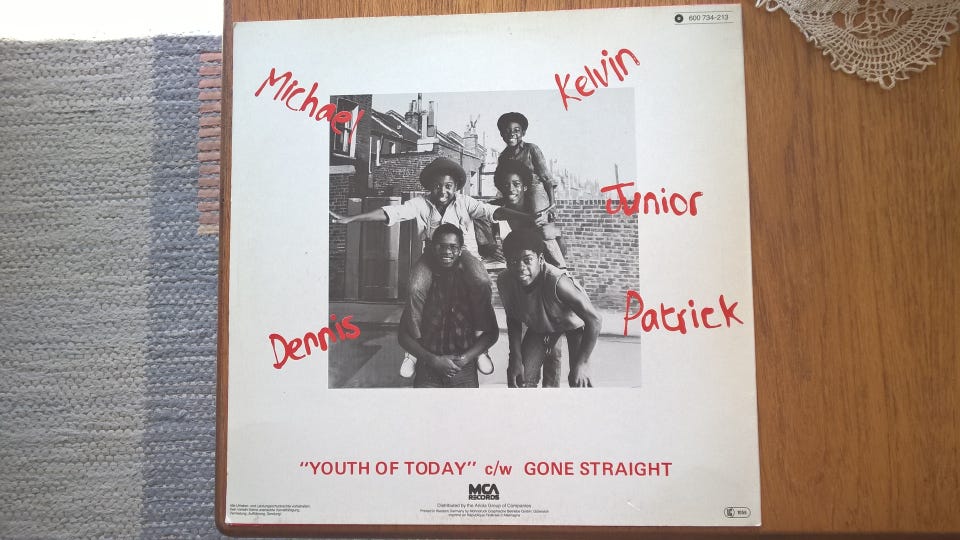 600 734-213
Michael
Kelvin
Junior
Dennis
Patrick
"YOUTH OF TODAY" c/w GONE STRAIGHT
MCA
RECORDS
Distributed by the Ariola Group of Companies